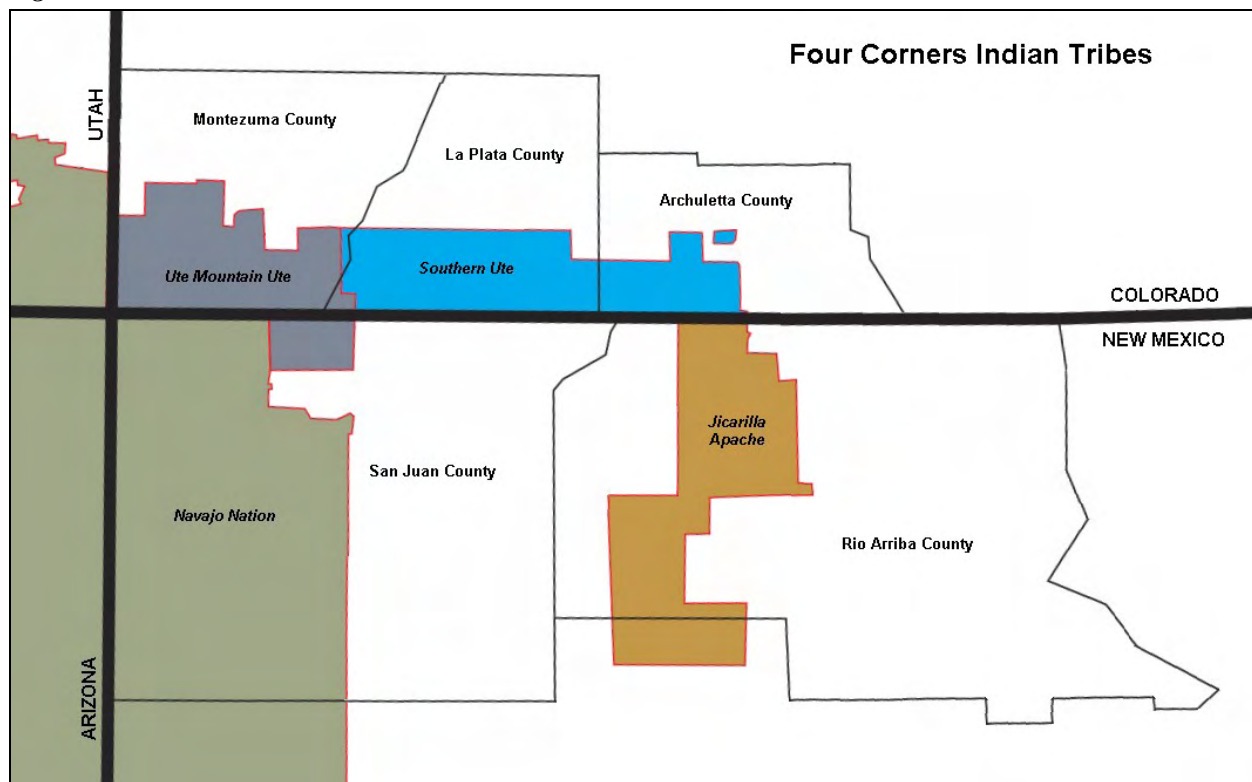 Four Corners Indian Tribes
UTAH
Montezuma County
La Plata County
Archuletta County
Ute Mountain Ute
Southern Ute
COLORADO
NEW MEXICO
Jicarilla
Apache
San Juan County
Navajo Nation
Rio Arriba County
ARIZONA